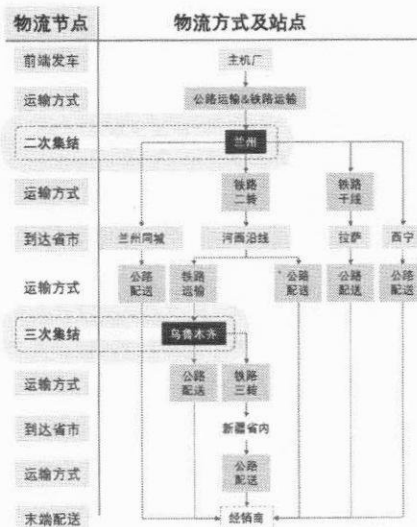 物流节点 物流方式及站点
前端发车 主机厂
运输方式 公路运输&铁路运输
二次集结 兰州
运输方式 铁路二转 铁路干线
到达省市 兰州同城 河西沿线 拉萨 西宁
运输方式 公路配送 铁路运输 公路配送 公路配送 公路配送
三次集结 乌鲁木齐
运输方式 公路配送 铁路三转
到达省市 新疆省内
运输方式 公路配送
末端配送 经销商